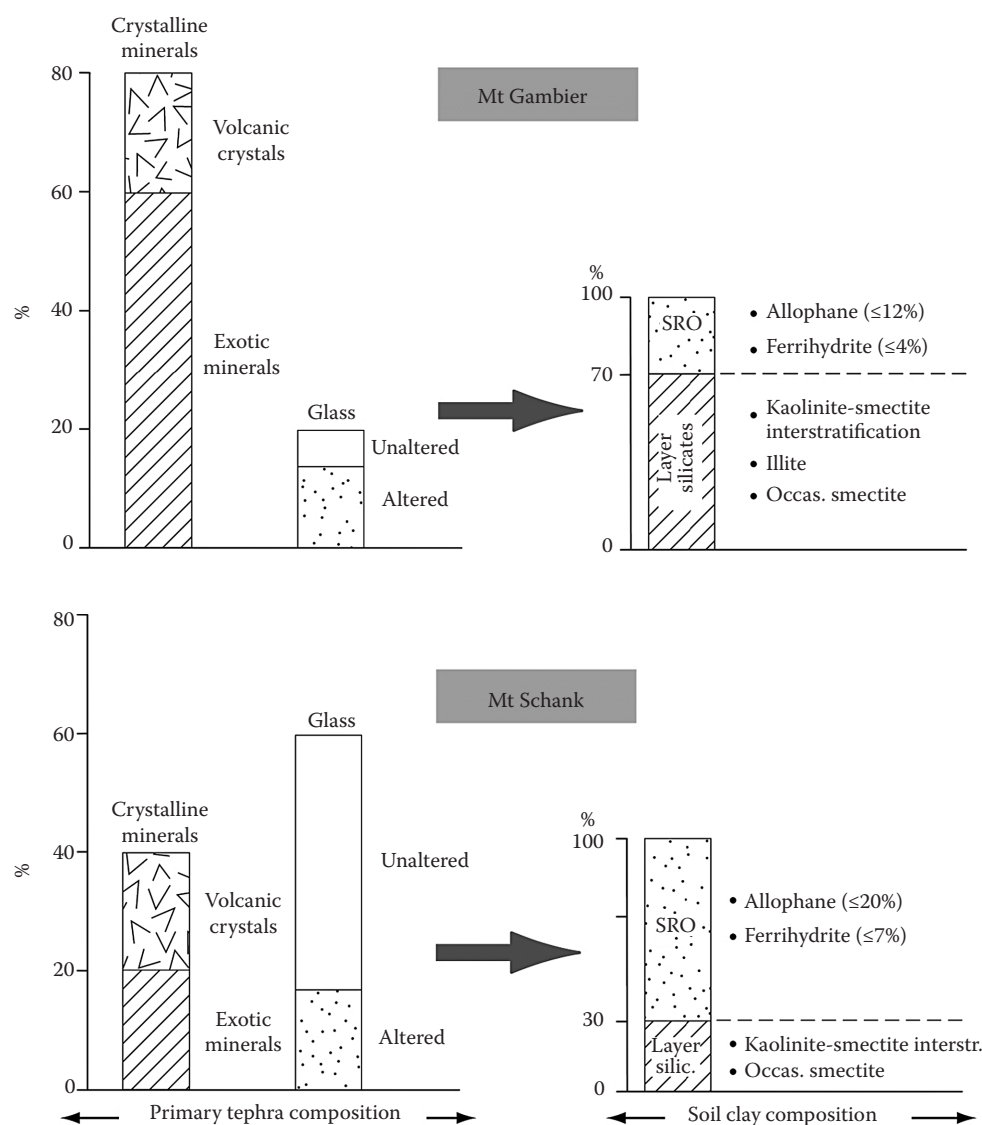 Crystalline
minerals
80
60
40
20
0
%
Volcanic
crystals
Exotic
minerals
Glass
Unaltered
Altered
Mt Gambier
%
100
70
0
SRO
Layer
silicates
• Allophane (≤12%)
• Ferrihydrite (≤4%)
• Kaolinite-smectite
interstratification
• Illite
• Occas. smectite
80
60
40
20
0
%
Crystalline
minerals
Volcanic
crystals
Exotic
minerals
Glass
Unaltered
Altered
Mt Schank
%
100
30
0
SRO
Layer
silic.
• Allophane (≤20%)
• Ferrihydrite (≤7%)
• Kaolinite-smectite interstr.
• Occas. smectite
Primary tephra composition
Soil clay composition